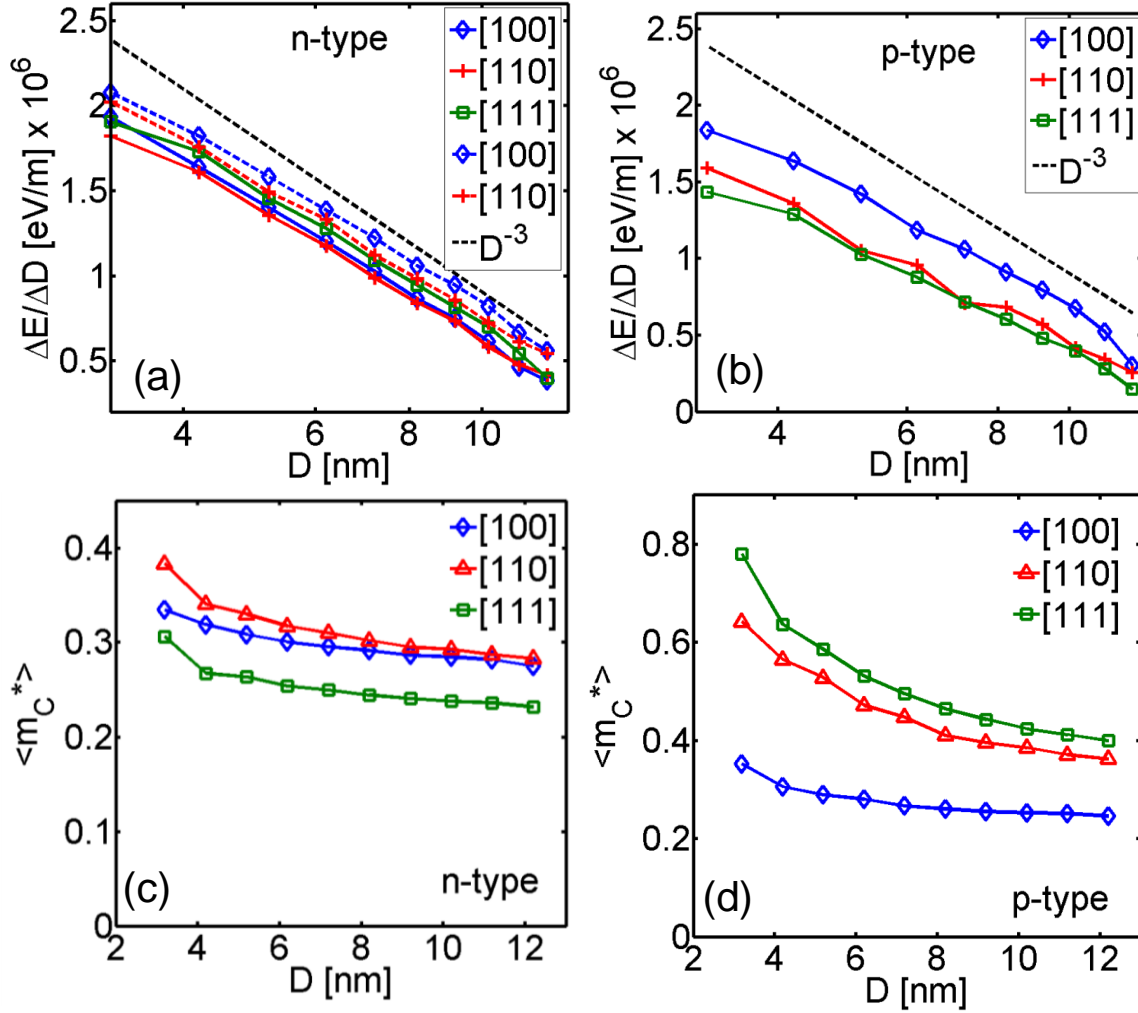 n-type
[100]
[110]
[111]
[100]
[110]
D⁻³
2.5
2
1.5
1
0.5
ΔE/ΔD [eV/m] x 10⁶
(a)
4 6 8 10
D [nm]
p-type
[100]
[110]
[111]
D⁻³
2.5
2
1.5
1
0.5
0
ΔE/ΔD [eV/m] x 10⁶
(b)
4 6 8 10
D [nm]
[100]
[110]
[111]
0.4
0.3
0.2
0.1
0
<m_C*>
(c)
n-type
2 4 6 8 10 12
D [nm]
[100]
[110]
[111]
0.8
0.6
0.4
0.2
0
<m_C*>
(d)
p-type
2 4 6 8 10 12
D [nm]